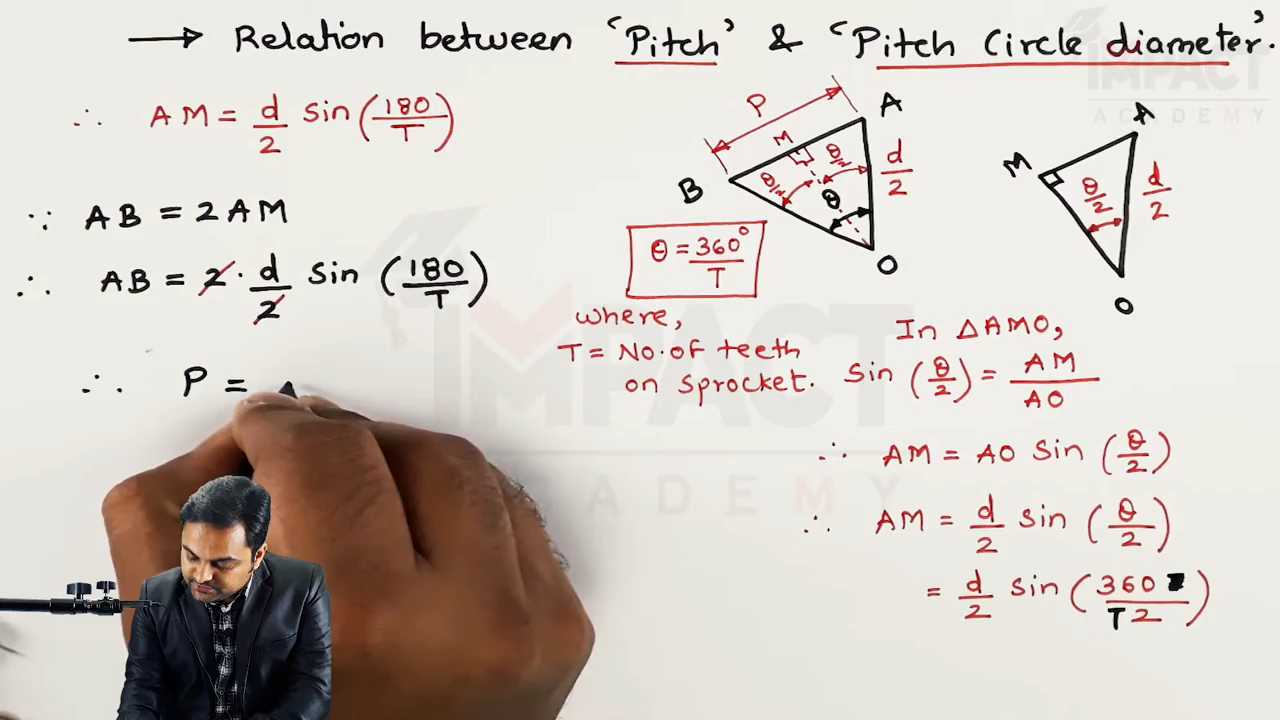 → Relation between 'Pitch' & 'Pitch Circle diameter.'
∴ AM = d/2 Sin (180/T)
∵ AB = 2AM
∴ AB = 2 · d/2 Sin (180/T)
∴ P =
P
A
M
θ/2
d/2
B
θ/2
θ
O
θ = 360°/T
where,
T = No. of teeth
on sprocket.
A
M
θ/2
d/2
O
In ΔAMO,
Sin (θ/2) = AM/AO
∴ AM = AO Sin (θ/2)
∴ AM = d/2 Sin (θ/2)
= d/2 Sin (360/T2)
IMPACT
ACADEMY
IMPACT
ACADEMY